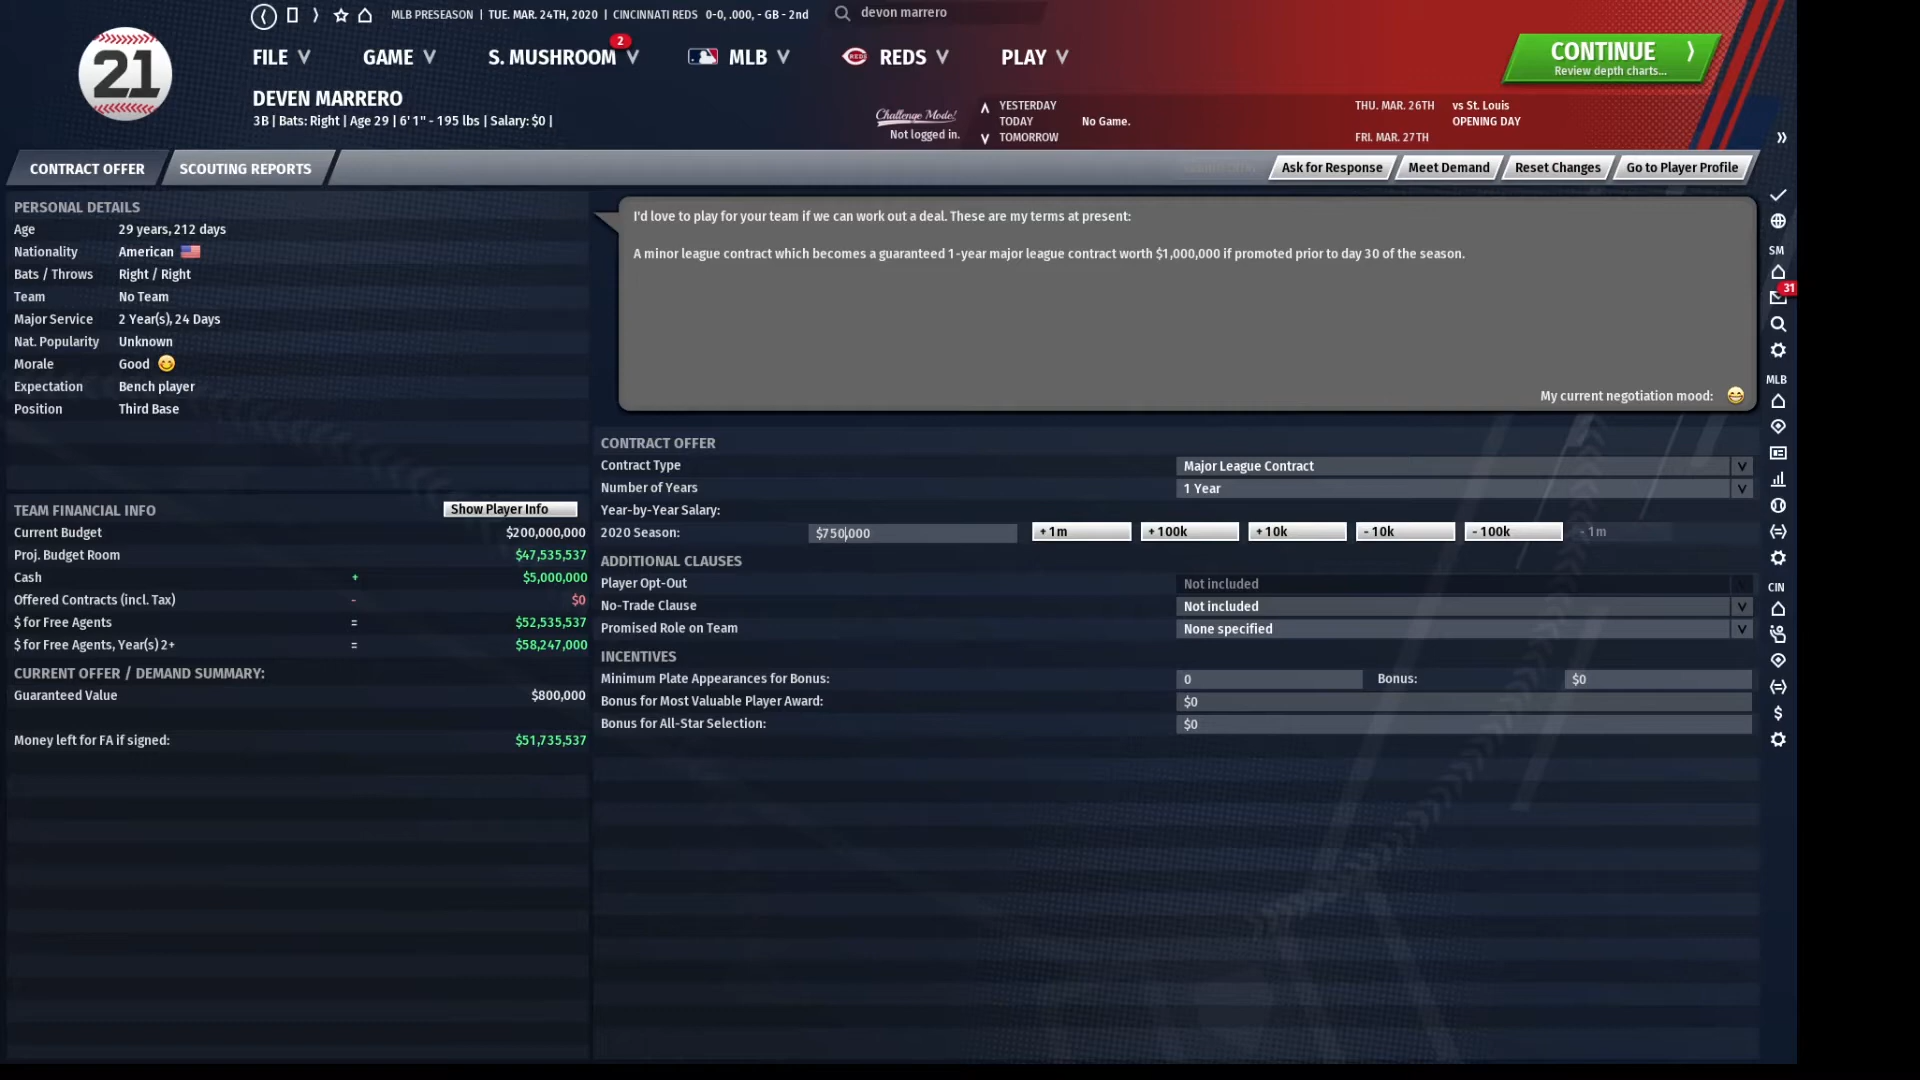 MLB PRESEASON | TUE. MAR. 24TH, 2020 | CINCINNATI REDS 0-0, .000, - GB - 2nd
devon marrero
21
FILE
GAME
S. MUSHROOM
2
MLB
REDS
PLAY
CONTINUE
Review depth charts...
DEVEN MARRERO
3B | Bats: Right | Age 29 | 6' 1" - 195 lbs | Salary: $0 |
Challenge Mode!
Not logged in.
YESTERDAY
TODAY
TOMORROW
No Game.
THU. MAR. 26TH
vs St. Louis
OPENING DAY
FRI. MAR. 27TH
CONTRACT OFFER
SCOUTING REPORTS
Ask for Response
Meet Demand
Reset Changes
Go to Player Profile
PERSONAL DETAILS
Age 29 years, 212 days
Nationality American
Bats / Throws Right / Right
Team No Team
Major Service 2 Year(s), 24 Days
Nat. Popularity Unknown
Morale Good
Expectation Bench player
Position Third Base
I'd love to play for your team if we can work out a deal. These are my terms at present:
A minor league contract which becomes a guaranteed 1-year major league contract worth $1,000,000 if promoted prior to day 30 of the season.
My current negotiation mood:
TEAM FINANCIAL INFO
Show Player Info
Current Budget $200,000,000
Proj. Budget Room $47,535,537
Cash + $5,000,000
Offered Contracts (incl. Tax) - $0
$ for Free Agents = $52,535,537
$ for Free Agents, Year(s) 2+ = $58,247,000
CURRENT OFFER / DEMAND SUMMARY:
Guaranteed Value $800,000
Money left for FA if signed: $51,735,537
CONTRACT OFFER
Contract Type Major League Contract
Number of Years 1 Year
Year-by-Year Salary:
2020 Season: $750,000 + 1m + 100k + 10k - 10k - 100k - 1m
ADDITIONAL CLAUSES
Player Opt-Out Not included
No-Trade Clause Not included
Promised Role on Team None specified
INCENTIVES
Minimum Plate Appearances for Bonus: 0 Bonus: $0
Bonus for Most Valuable Player Award: $0
Bonus for All-Star Selection: $0
SM
31
MLB
CIN
$